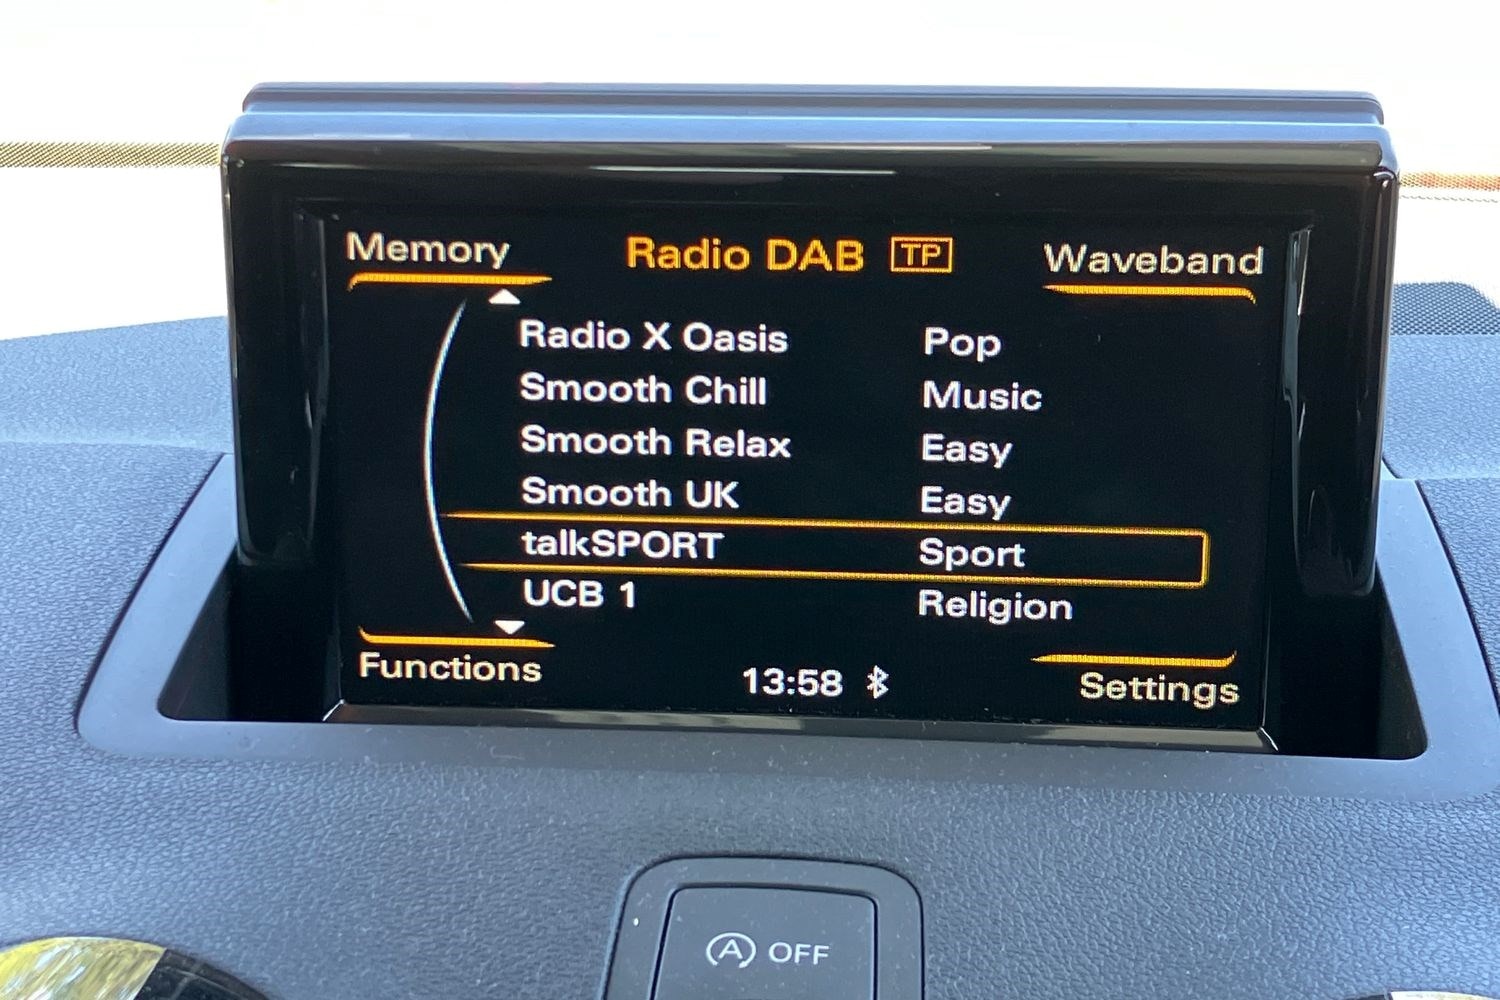 Memory Radio DAB TP Waveband
Radio X Oasis Pop
Smooth Chill Music
Smooth Relax Easy
Smooth UK Easy
talkSPORT Sport
UCB 1 Religion
Functions 13:58 Settings
A OFF